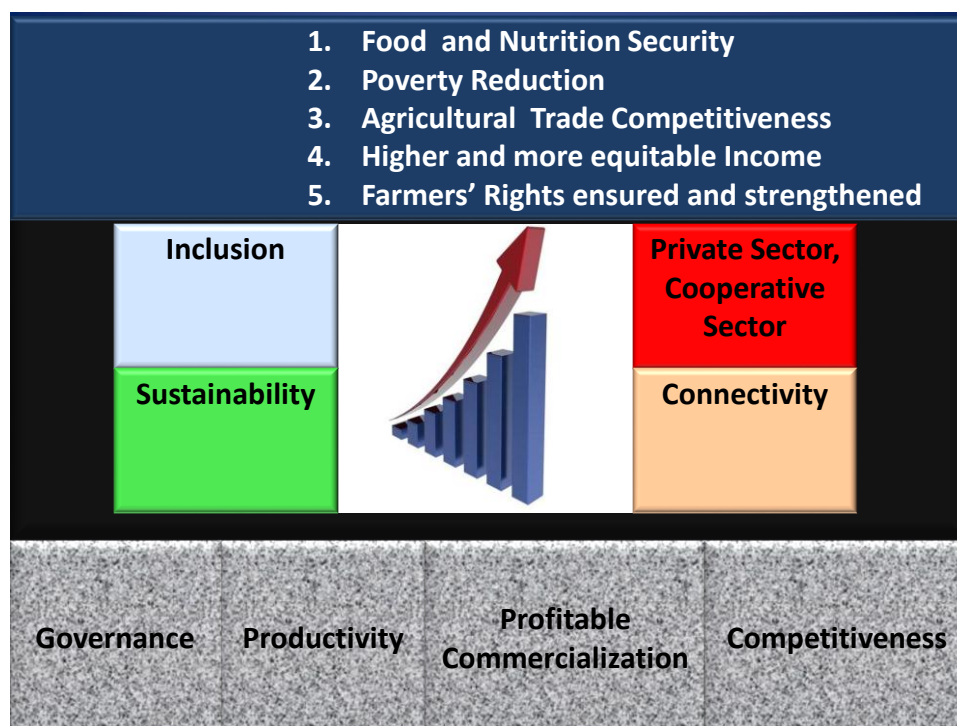 1. Food and Nutrition Security
2. Poverty Reduction
3. Agricultural Trade Competitiveness
4. Higher and more equitable Income
5. Farmers’ Rights ensured and strengthened
Inclusion
Private Sector,
Cooperative
Sector
Sustainability
Connectivity
Governance
Productivity
Profitable
Commercialization
Competitiveness